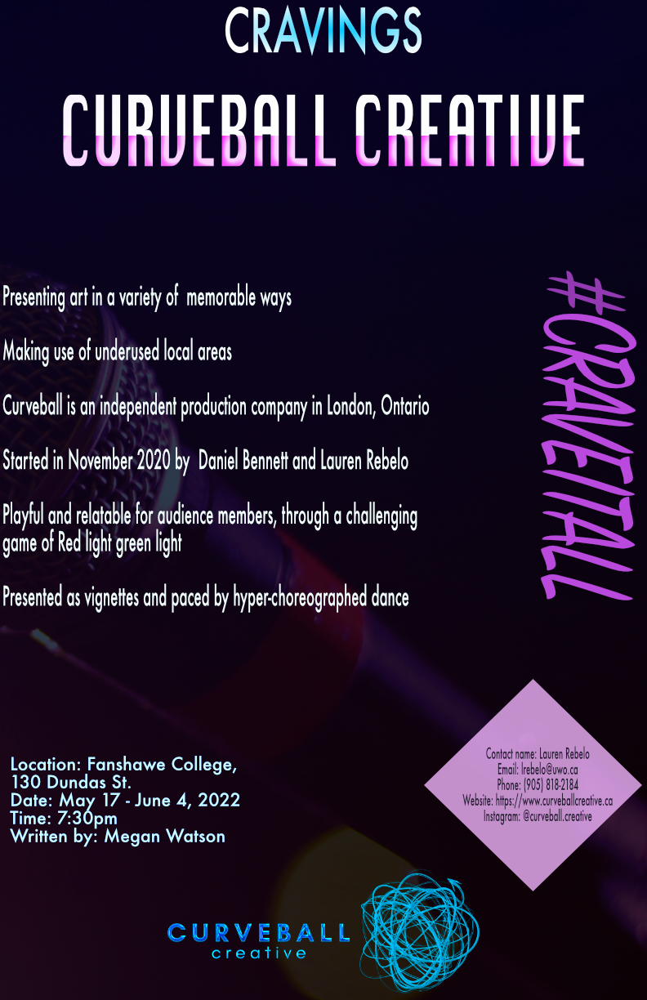 CRAVINGS
CURVEBALL CREATIVE
Presenting art in a variety of memorable ways
Making use of underused local areas
Curveball is an independent production company in London, Ontario
Started in November 2020 by Daniel Bennett and Lauren Rebelo
Playful and relatable for audience members, through a challenging
game of Red light green light
Presented as vignettes and paced by hyper-choreographed dance
#CRAVEITALL
Contact name: Lauren Rebelo
Email: lrebelo@uwo.ca
Phone: (905) 818-2184
Website: https://www.curveballcreative.ca
Instagram: @curveball.creative
Location: Fanshawe College,
130 Dundas St.
Date: May 17 - June 4, 2022
Time: 7:30pm
Written by: Megan Watson
CURVEBALL
creative